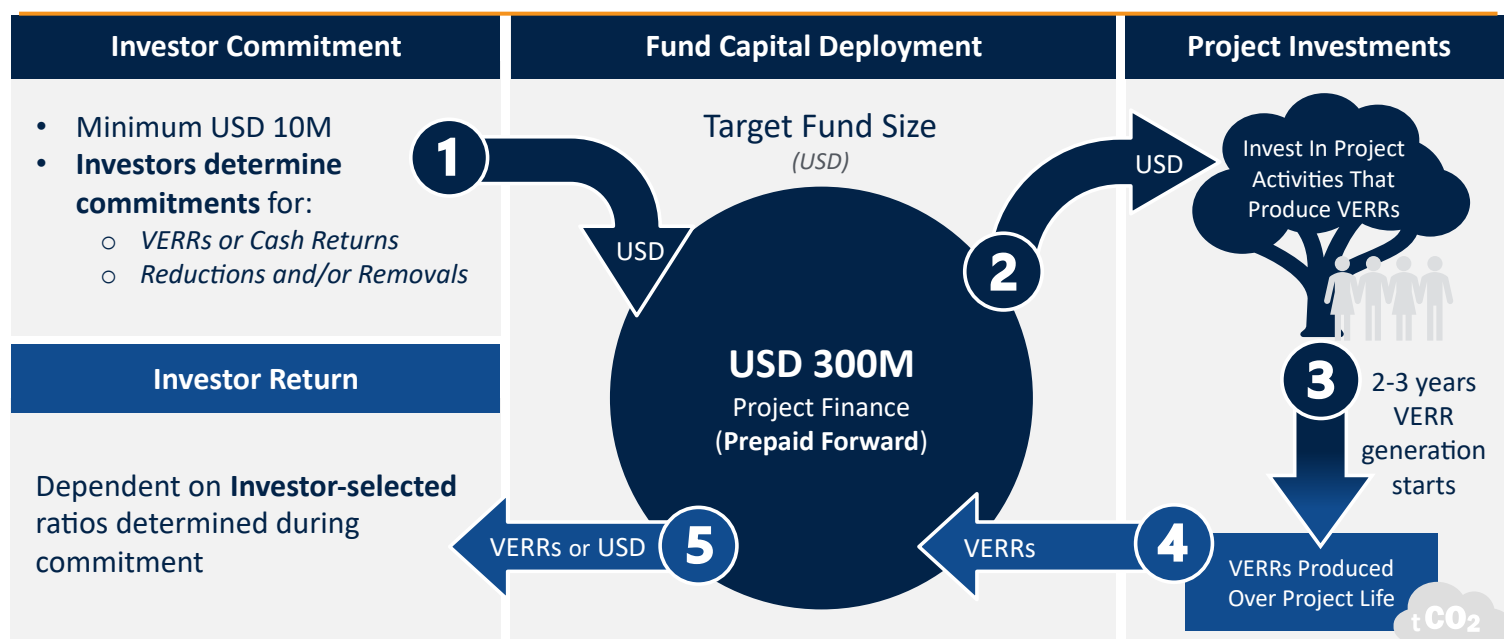 Investor Commitment
• Minimum USD 10M
• Investors determine
commitments for:
o VERRs or Cash Returns
o Reductions and/or Removals
1
USD
Fund Capital Deployment
Target Fund Size
(USD)
USD 300M
Project Finance
(Prepaid Forward)
2
USD
Project Investments
Invest In Project
Activities That
Produce VERRs
3
2-3 years
VERR
generation
starts
VERRs Produced
Over Project Life
tCO2
4
VERRs
5
VERRs or USD
Investor Return
Dependent on Investor-selected
ratios determined during
commitment